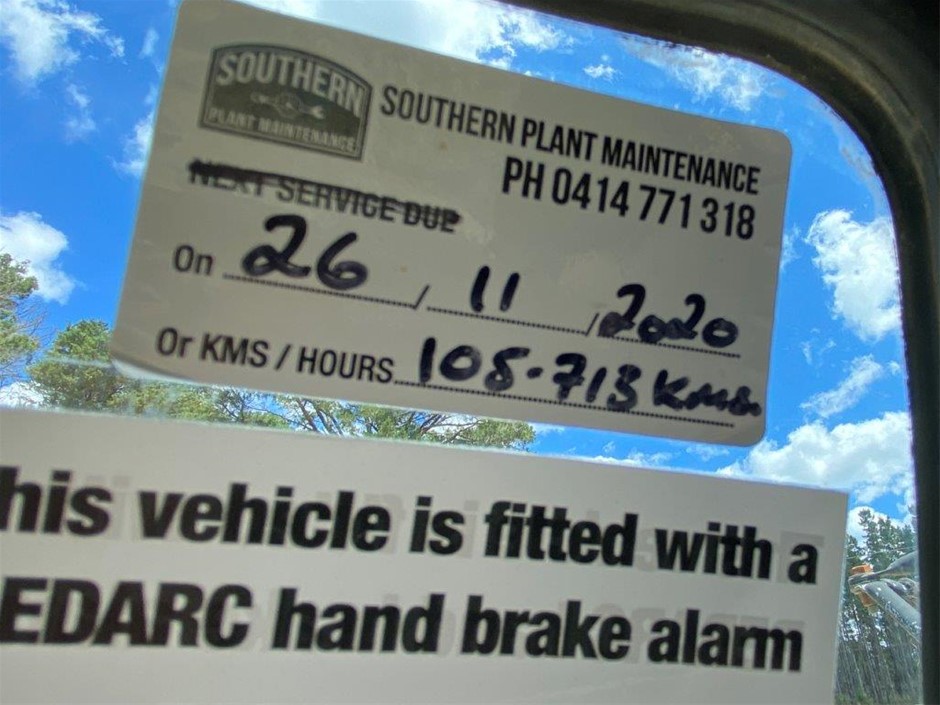 SOUTHERN
PLANT MAINTENANCE
SOUTHERN PLANT MAINTENANCE
PH 0414 771 318
NEXT SERVICE DUE
On 26 / 11 / 2020
Or KMS / HOURS 105-713 Kms.
his vehicle is fitted with a
EDARC hand brake alarm